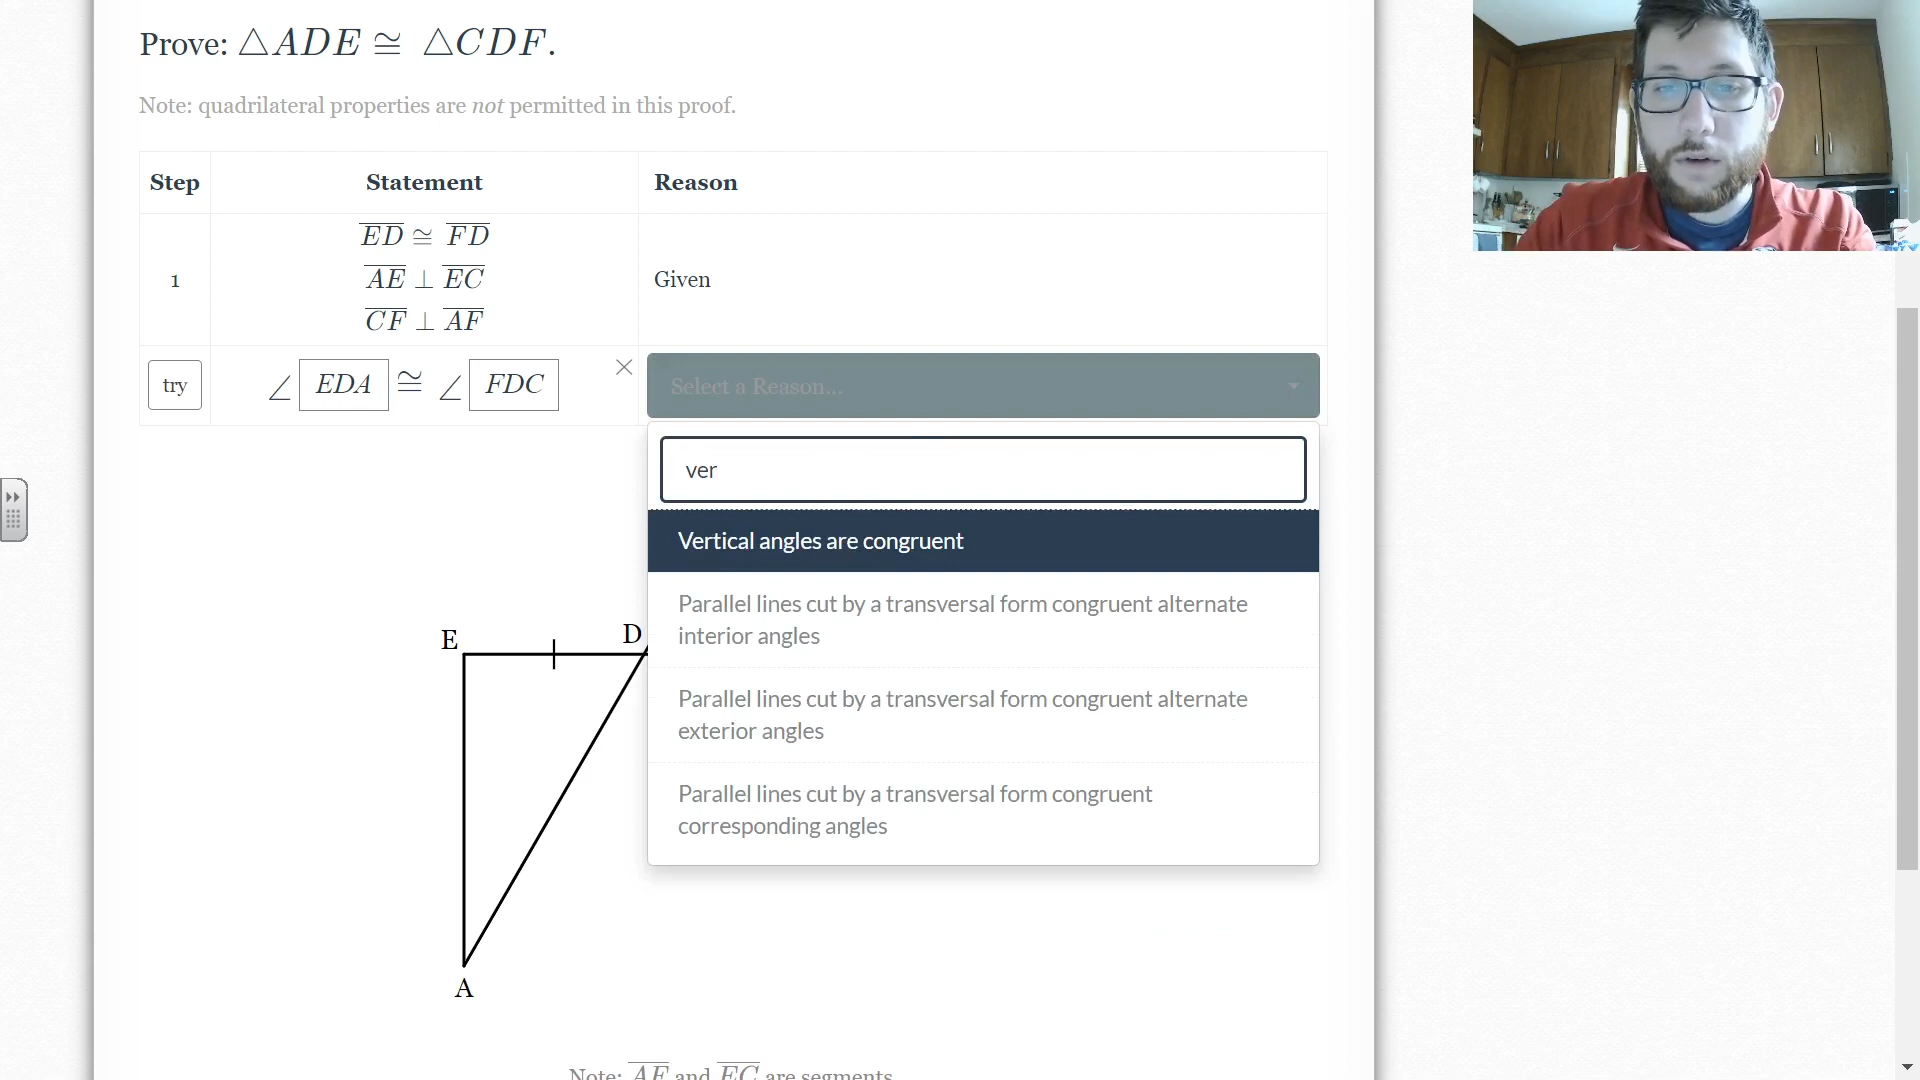 Prove: △ADE ≅ △CDF.
Note: quadrilateral properties are not permitted in this proof.
Step Statement Reason
ED ≅ FD
AE ⊥ EC
1 Given
CF ⊥ AF
try ∠ EDA ≅ ∠ FDC × Select a Reason...
ver
Vertical angles are congruent
Parallel lines cut by a transversal form congruent alternate
interior angles
Parallel lines cut by a transversal form congruent alternate
exterior angles
Parallel lines cut by a transversal form congruent
corresponding angles
E D
A
Note: AF and EC are segments